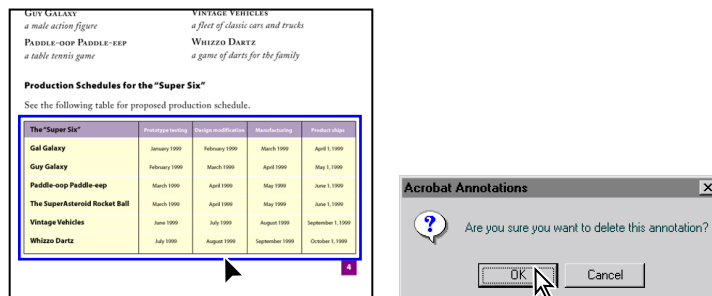 GUY GALAXY VINTAGE VEHICLES
a male action figure a fleet of classic cars and trucks
PADDLE-OOP PADDLE-EEP WHIZZO DARTZ
a table tennis game a game of darts for the family
Production Schedules for the "Super Six"
See the following table for proposed production schedule.
The "Super Six" Prototype testing Design modification Manufacturing Product ships
Gal Galaxy January 1999 February 1999 March 1999 April 1, 1999
Guy Galaxy February 1999 March 1999 April 1999 May 1, 1999
Paddle-oop Paddle-eep March 1999 April 1999 May 1999 June 1, 1999
The SuperAsteroid Rocket Ball March 1999 April 1999 May 1999 June 1, 1999
Vintage Vehicles June 1999 July 1999 August 1999 September 1, 1999
Whizzo Dartz July 1999 August 1999 September 1999 October 1, 1999
4
Acrobat Annotations
Are you sure you want to delete this annotation?
OK Cancel